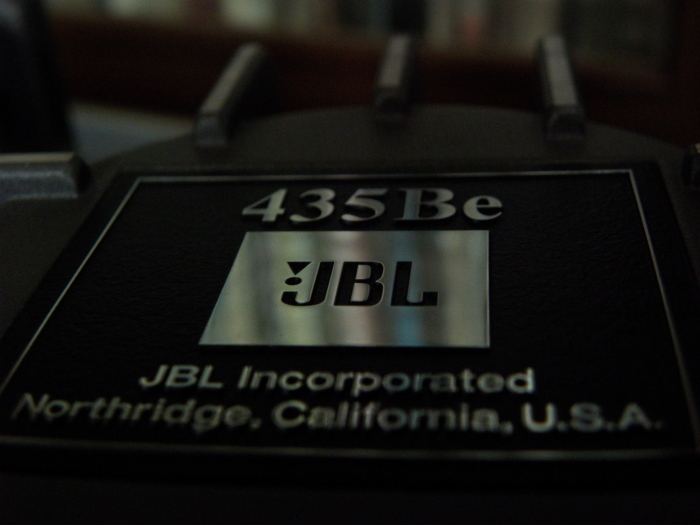 435Be
JBL
JBL Incorporated
Northridge, California, U.S.A.